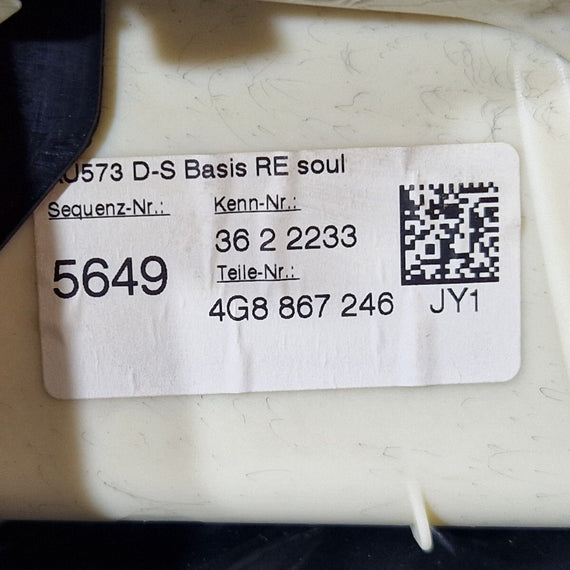 U573 D-S Basis RE soul
Sequenz-Nr.: Kenn-Nr.:
36 2 2233
5649
Teile-Nr.:
4G8 867 246 JY1